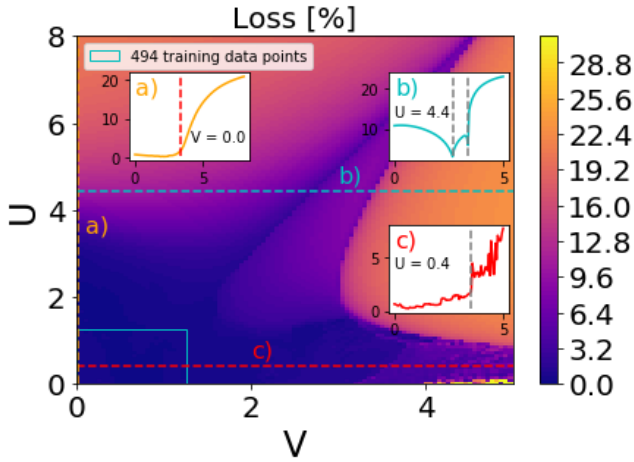 Loss [%]
8
6
4
2
0
U
494 training data points
a)
20
10
0
V = 0.0
0
5
b)
20
10
U = 4.4
0
5
b)
a)
c)
5
0
U = 0.4
0
5
c)
0
2
4
V
28.8
25.6
22.4
19.2
16.0
12.8
9.6
6.4
3.2
0.0